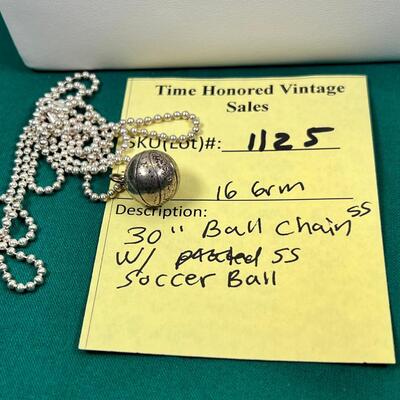 Time Honored Vintage
Sales
SKU(Lot)#: 1125
16 Grm
Description:
30" Ball Chain SS
W/ SS
Soccer Ball